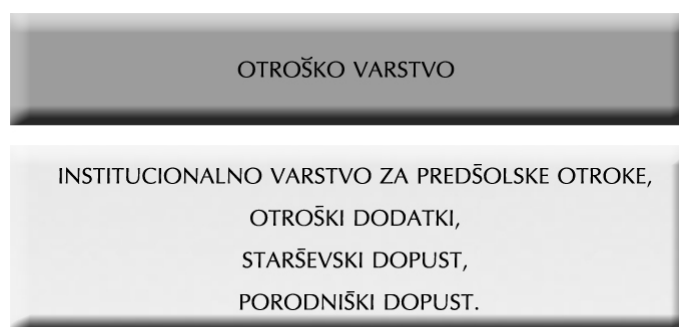 OTROŠKO VARSTVO
INSTITUCIONALNO VARSTVO ZA PREDŠOLSKE OTROKE,
OTROŠKI DODATKI,
STARŠEVSKI DOPUST,
PORODNIŠKI DOPUST.